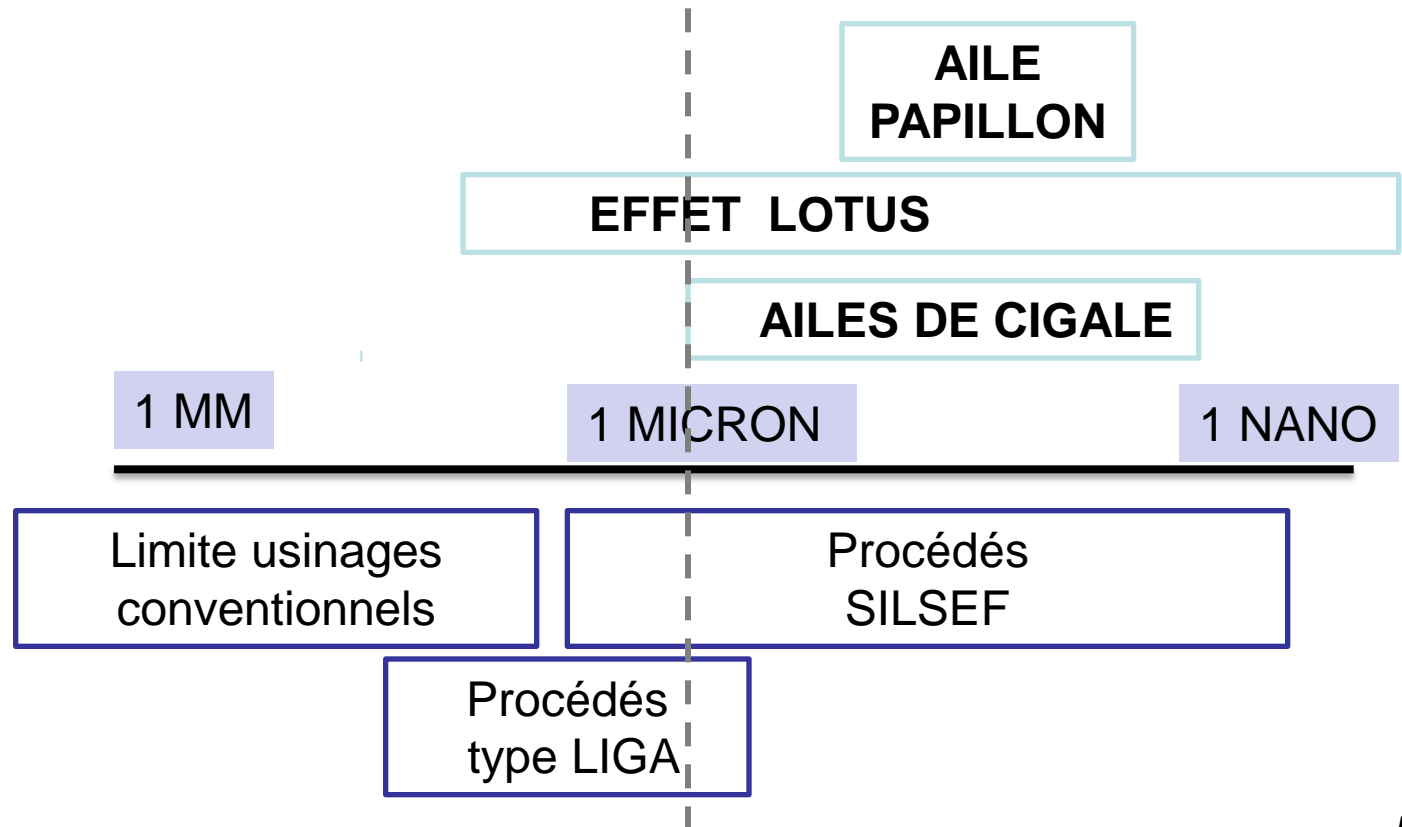 AILE
PAPILLON
EFFET LOTUS
AILES DE CIGALE
1 MM
1 MICRON
1 NANO
Limite usinages
conventionnels
Procédés
SILSEF
Procédés
type LIGA